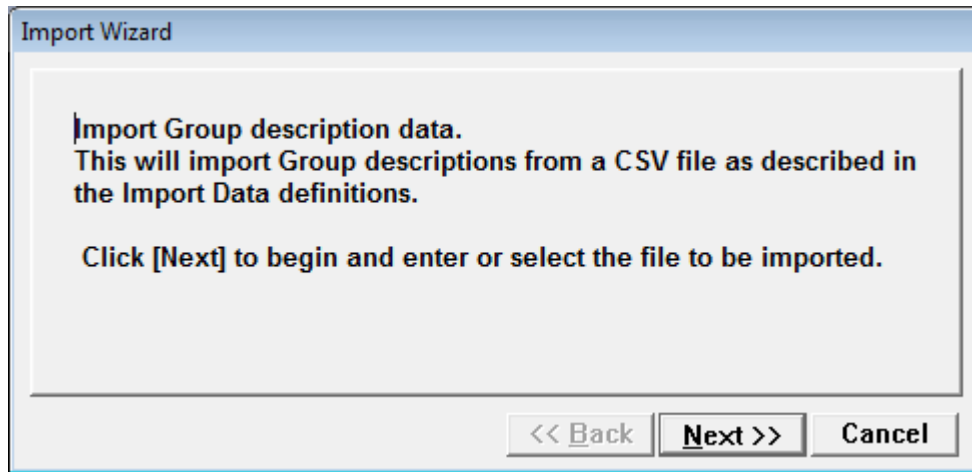 Import Wizard
Import Group description data.
This will import Group descriptions from a CSV file as described in
the Import Data definitions.
Click [Next] to begin and enter or select the file to be imported.
<< Back Next >> Cancel